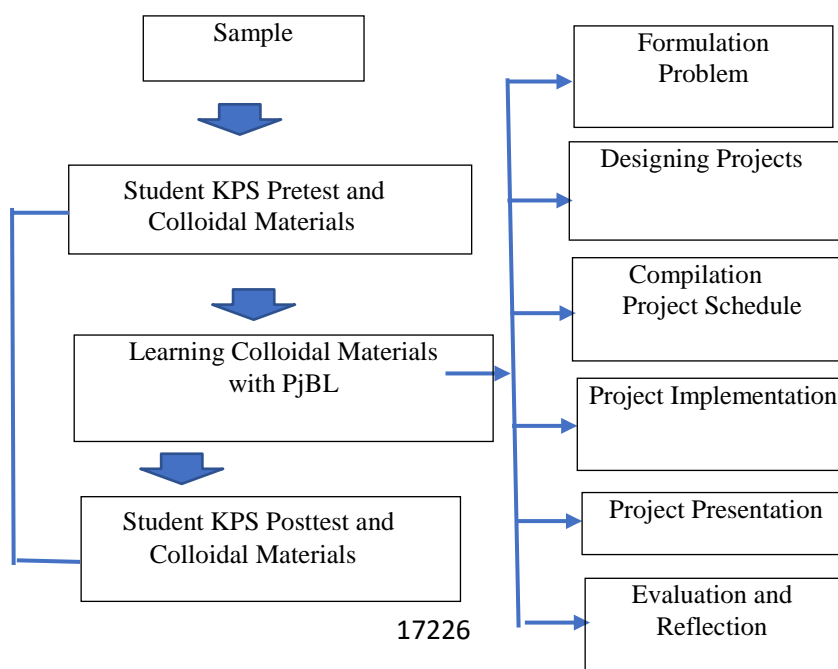 Sample
Student KPS Pretest and
Colloidal Materials
Learning Colloidal Materials
with PjBL
Student KPS Posttest and
Colloidal Materials
Formulation
Problem
Designing Projects
Compilation
Project Schedule
Project Implementation
Project Presentation
Evaluation and
Reflection
17226